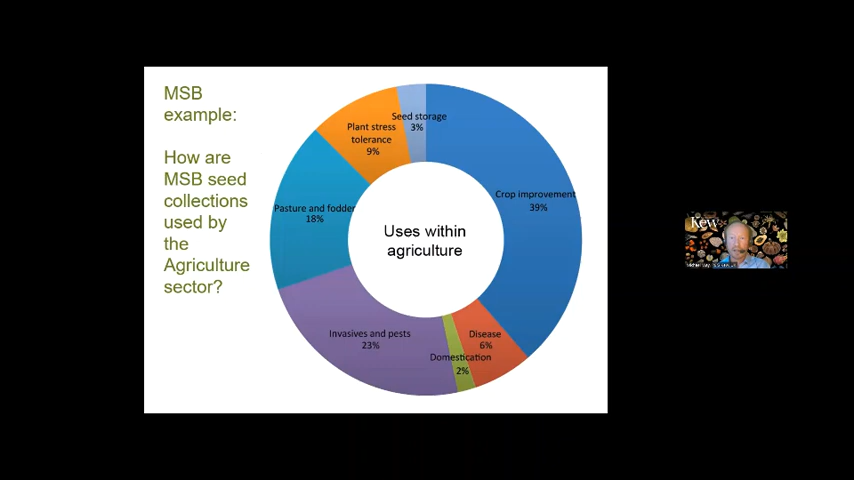 MSB
example:
How are
MSB seed
collections
used by
the
Agriculture
sector?
Seed storage
3%
Plant stress
tolerance
9%
Crop improvement
39%
Pasture and fodder
18%
Uses within
agriculture
Invasives and pests
23%
Disease
6%
Domestication
2%
Kew